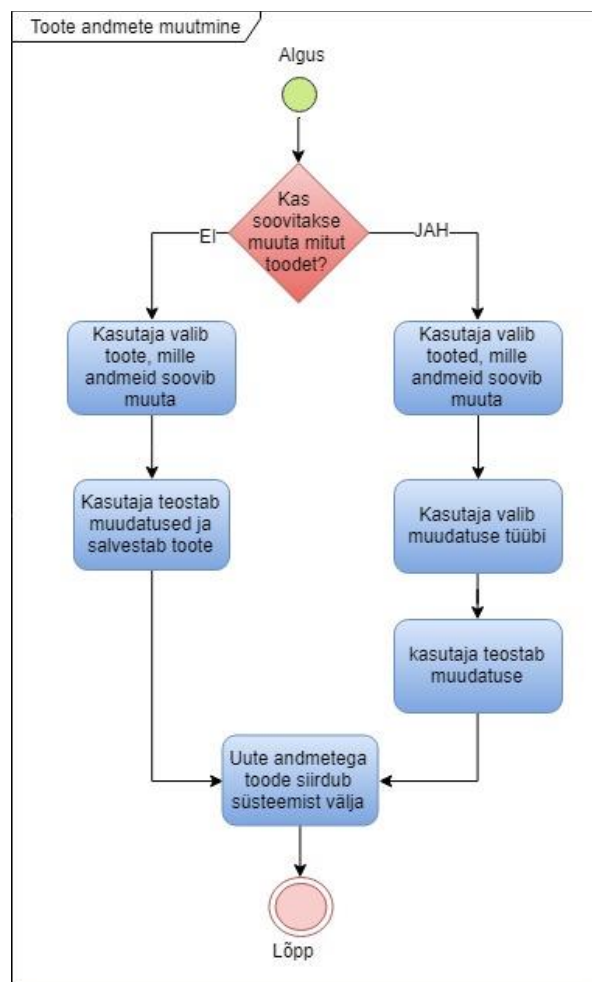 Toote andmete muutmine
Algus
Kas
soovitakse
muuta mitut
toodet?
EI
JAH
Kasutaja valib
toote, mille
andmeid soovib
muuta
Kasutaja valib
tooted, mille
andmeid soovib
muuta
Kasutaja teostab
muudatused ja
salvestab toote
Kasutaja valib
muudatuse tüübi
kasutaja teostab
muudatuse
Uute andmetega
toode siirdub
süsteemist välja
Lõpp